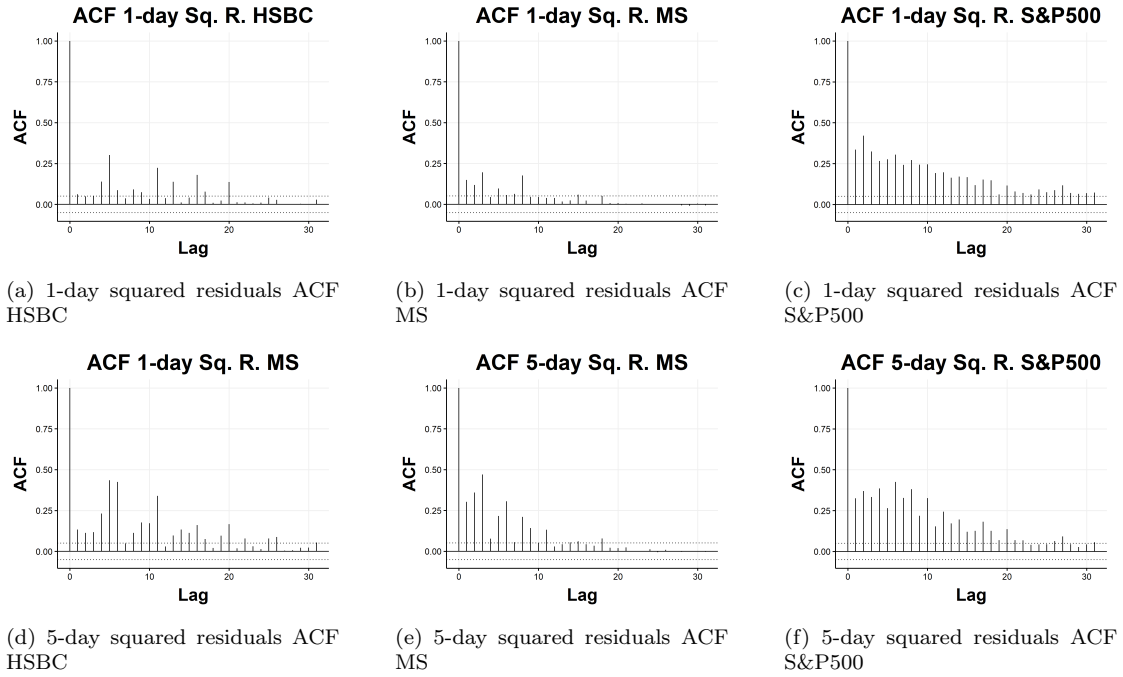 ACF 1-day Sq. R. HSBC
1.00
0.75
0.50
0.25
0.00
ACF
0 10 20 30
Lag
(a) 1-day squared residuals ACF
HSBC
ACF 1-day Sq. R. MS
1.00
0.75
0.50
0.25
0.00
ACF
0 10 20 30
Lag
(b) 1-day squared residuals ACF
MS
ACF 1-day Sq. R. S&P500
1.00
0.75
0.50
0.25
0.00
ACF
0 10 20 30
Lag
(c) 1-day squared residuals ACF
S&P500
ACF 1-day Sq. R. MS
1.00
0.75
0.50
0.25
0.00
ACF
0 10 20 30
Lag
(d) 5-day squared residuals ACF
HSBC
ACF 5-day Sq. R. MS
1.00
0.75
0.50
0.25
0.00
ACF
0 10 20 30
Lag
(e) 5-day squared residuals ACF
MS
ACF 5-day Sq. R. S&P500
1.00
0.75
0.50
0.25
0.00
ACF
0 10 20 30
Lag
(f) 5-day squared residuals ACF
S&P500